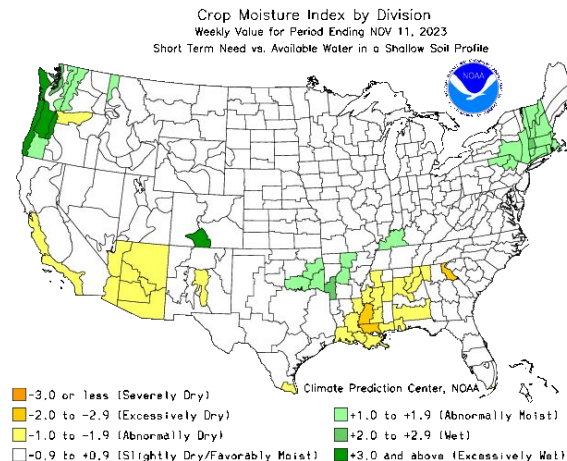 Crop Moisture Index by Division
Weekly Value for Period Ending NOV 11, 2023
Short Term Need vs. Available Water in a Shallow Soil Profile
NOAA
Climate Prediction Center, NOAA
-3.0 or less (Severely Dry)
-2.0 to -2.9 (Excessively Dry)
-1.0 to -1.9 (Abnormally Dry)
-0.9 to +0.9 (Slightly Dry/Favorably Moist)
+1.0 to +1.9 (Abnormally Moist)
+2.0 to +2.9 (Wet)
+3.0 and above (Excessively Wet)